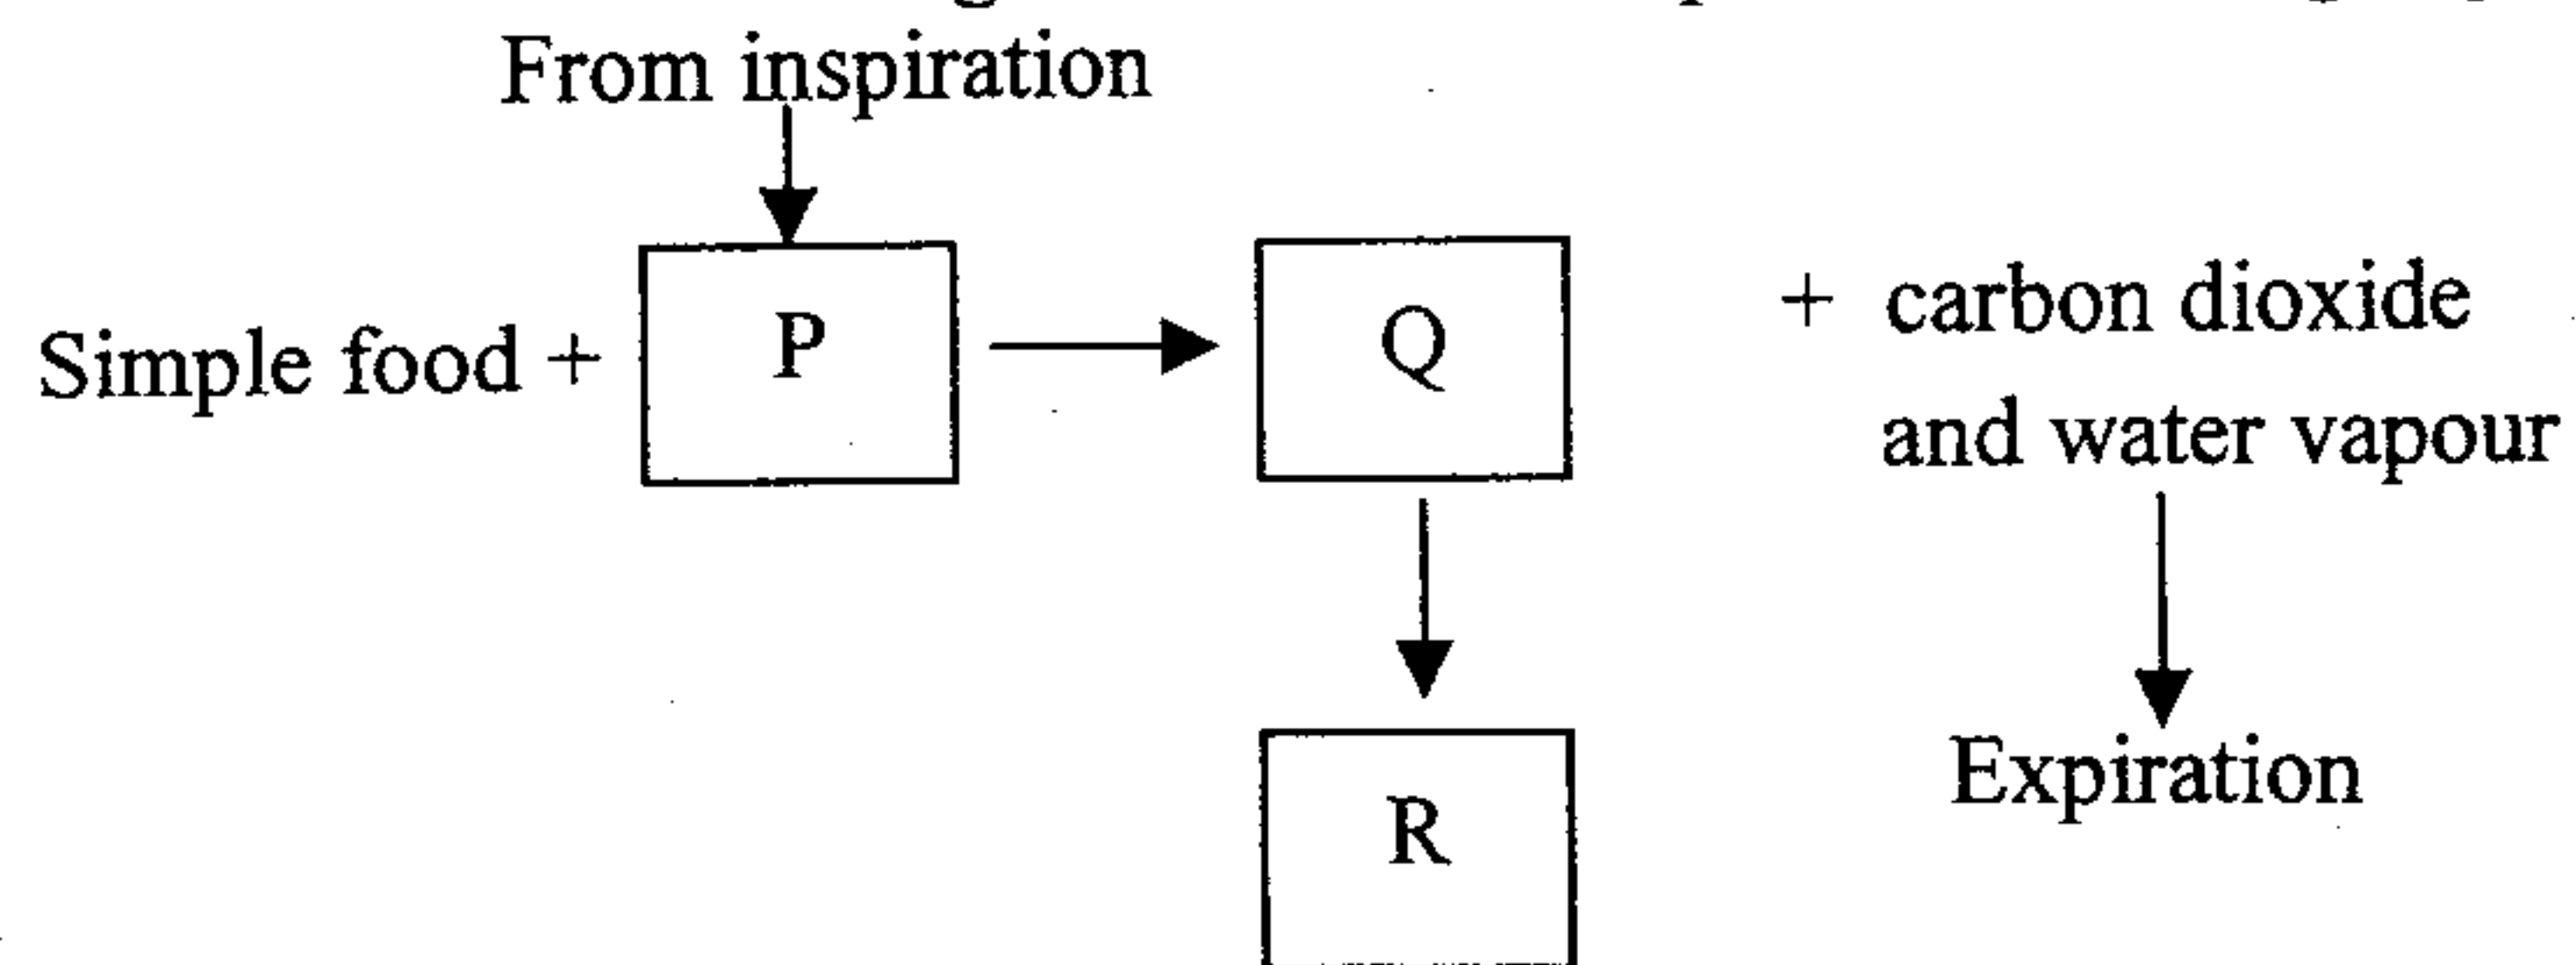 From inspiration
Simple food + P Q + carbon dioxide
and water vapour
R
Expiration